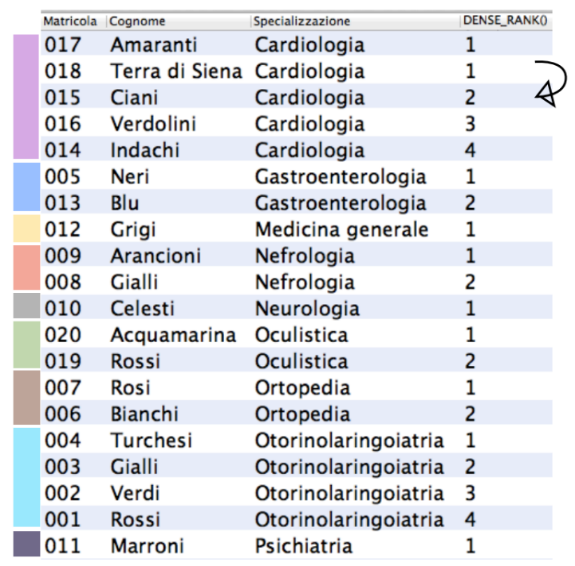 Matricola Cognome Specializzazione DENSE_RANK()
017 Amaranti Cardiologia 1
018 Terra di Siena Cardiologia 1
015 Ciani Cardiologia 2
016 Verdolini Cardiologia 3
014 Indachi Cardiologia 4
005 Neri Gastroenterologia 1
013 Blu Gastroenterologia 2
012 Grigi Medicina generale 1
009 Arancioni Nefrologia 1
008 Gialli Nefrologia 2
010 Celesti Neurologia 1
020 Acquamarina Oculistica 1
019 Rossi Oculistica 2
007 Rosi Ortopedia 1
006 Bianchi Ortopedia 2
004 Turchesi Otorinolaringoiatria 1
003 Gialli Otorinolaringoiatria 2
002 Verdi Otorinolaringoiatria 3
001 Rossi Otorinolaringoiatria 4
011 Marroni Psichiatria 1